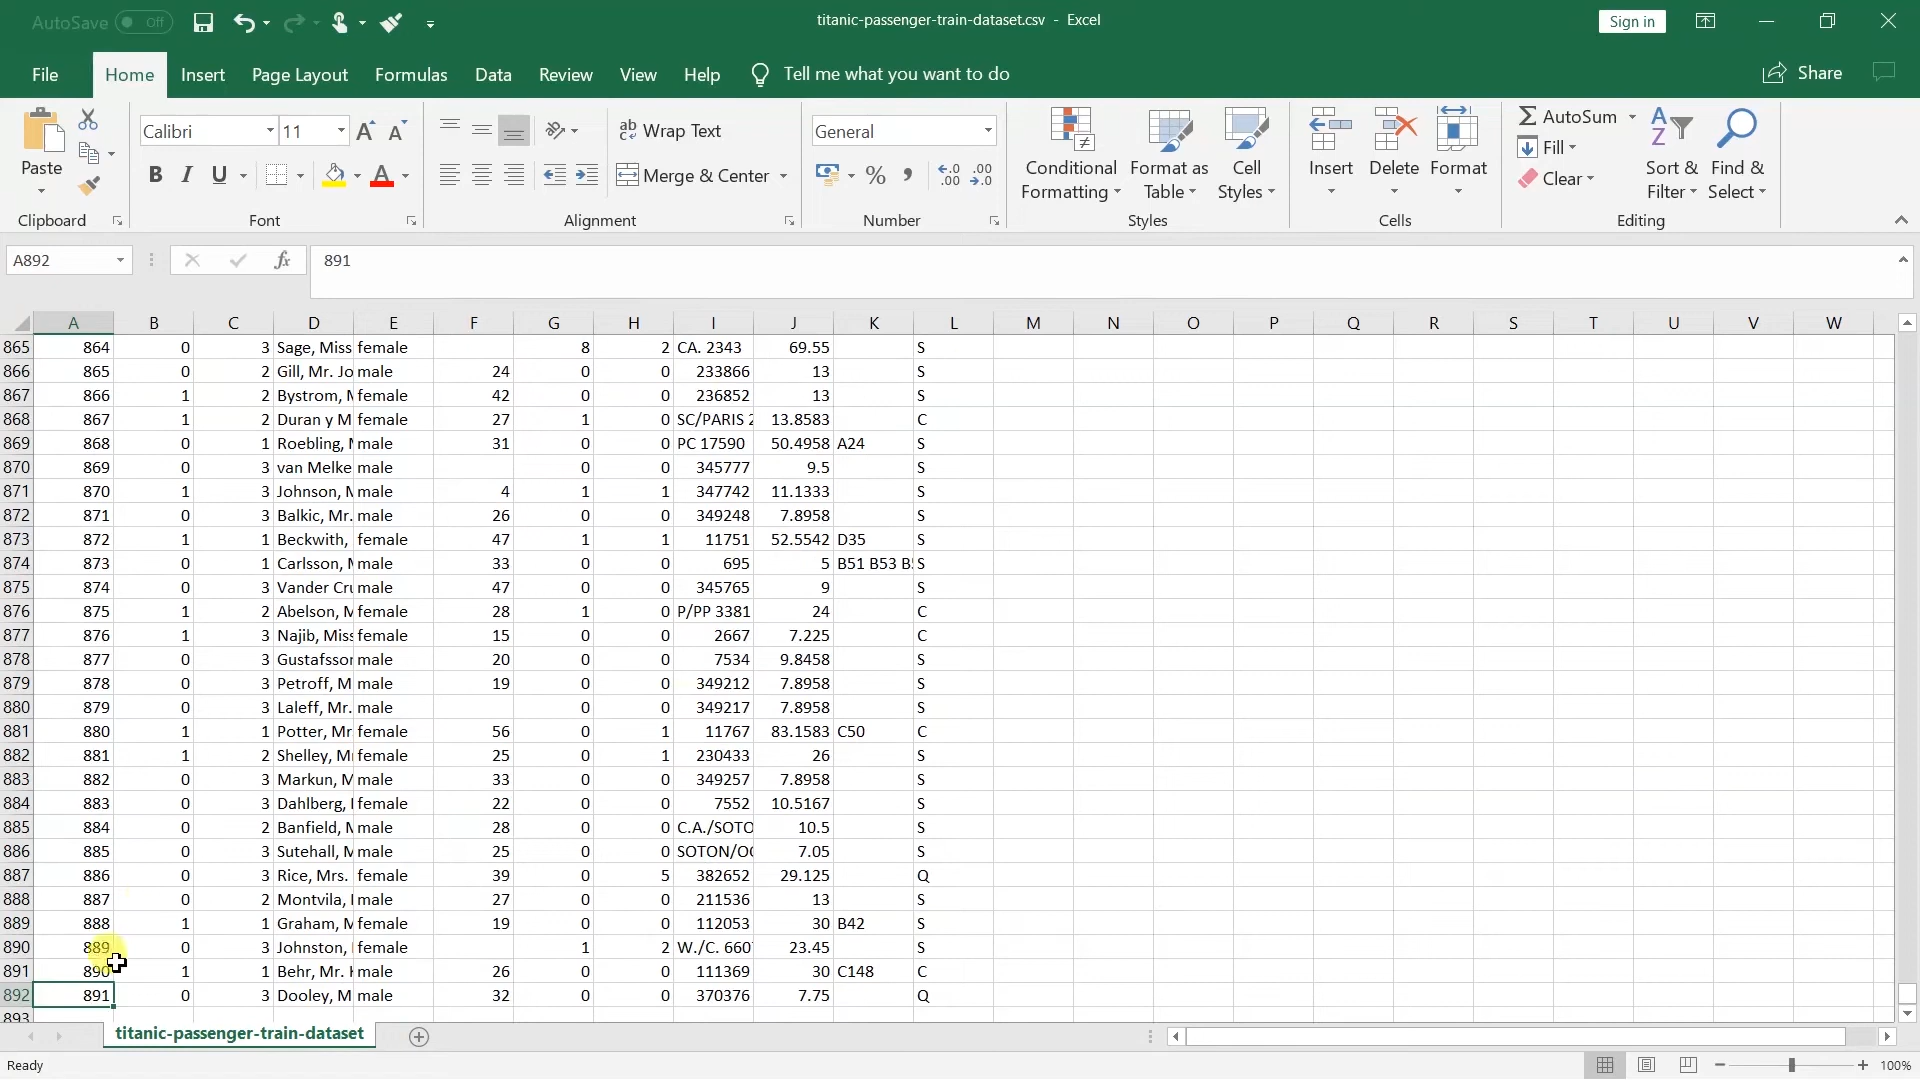 AutoSave Off titanic-passenger-train-dataset.csv - Excel Sign in
File Home Insert Page Layout Formulas Data Review View Help Tell me what you want to do Share
Paste Calibri 11 Wrap Text General Conditional Formatting Format as Table Cell Styles Insert Delete Format AutoSum Fill Clear Sort & Filter Find & Select
B I U Merge & Center
Clipboard Font Alignment Number Styles Cells Editing
A892 fx 891
A B C D E F G H I J K L M N O P Q R S T U V W
865 864 0 3 Sage, Miss female 8 2 CA. 2343 69.55 S
866 865 0 2 Gill, Mr. Jo male 24 0 0 233866 13 S
867 866 1 2 Bystrom, M female 42 0 0 236852 13 S
868 867 1 2 Duran y M female 27 1 0 SC/PARIS 2 13.8583 C
869 868 0 1 Roebling, male 31 0 0 PC 17590 50.4958 A24 S
870 869 0 3 van Melke male 0 0 345777 9.5 S
871 870 1 3 Johnson, M male 4 1 1 347742 11.1333 S
872 871 0 3 Balkic, Mr. male 26 0 0 349248 7.8958 S
873 872 1 1 Beckwith, female 47 1 1 11751 52.5542 D35 S
874 873 0 1 Carlsson, male 33 0 0 695 5 B51 B53 B S
875 874 0 3 Vander Cru male 47 0 0 345765 9 S
876 875 1 2 Abelson, M female 28 1 0 P/PP 3381 24 C
877 876 1 3 Najib, Miss female 15 0 0 2667 7.225 C
878 877 0 3 Gustafsson male 20 0 0 7534 9.8458 S
879 878 0 3 Petroff, M male 19 0 0 349212 7.8958 S
880 879 0 3 Laleff, Mr. male 0 0 349217 7.8958 S
881 880 1 1 Potter, Mr female 56 0 1 11767 83.1583 C50 C
882 881 1 2 Shelley, M female 25 0 1 230433 26 S
883 882 0 3 Markun, M male 33 0 0 349257 7.8958 S
884 883 0 3 Dahlberg, female 22 0 0 7552 10.5167 S
885 884 0 2 Banfield, M male 28 0 0 C.A./SOTO 10.5 S
886 885 0 3 Sutehall, M male 25 0 0 SOTON/OQ 7.05 S
887 886 0 3 Rice, Mrs. female 39 0 5 382652 29.125 Q
888 887 0 2 Montvila, male 27 0 0 211536 13 S
889 888 1 1 Graham, M female 19 0 0 112053 30 B42 S
890 889 0 3 Johnston, female 1 2 W./C. 660 23.45 S
891 890 1 1 Behr, Mr. K male 26 0 0 111369 30 C148 C
892 891 0 3 Dooley, M male 32 0 0 370376 7.75 Q
893
titanic-passenger-train-dataset
Ready 100%